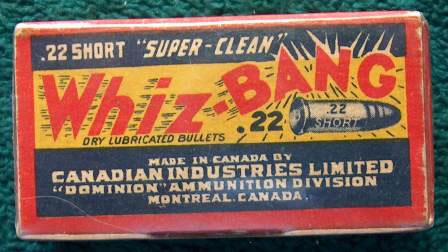 .22 SHORT "SUPER-CLEAN"
Whiz-BANG
DRY LUBRICATED BULLETS
.22
.22
SHORT
MADE IN CANADA BY
CANADIAN INDUSTRIES LIMITED
"DOMINION" AMMUNITION DIVISION
MONTREAL, CANADA.